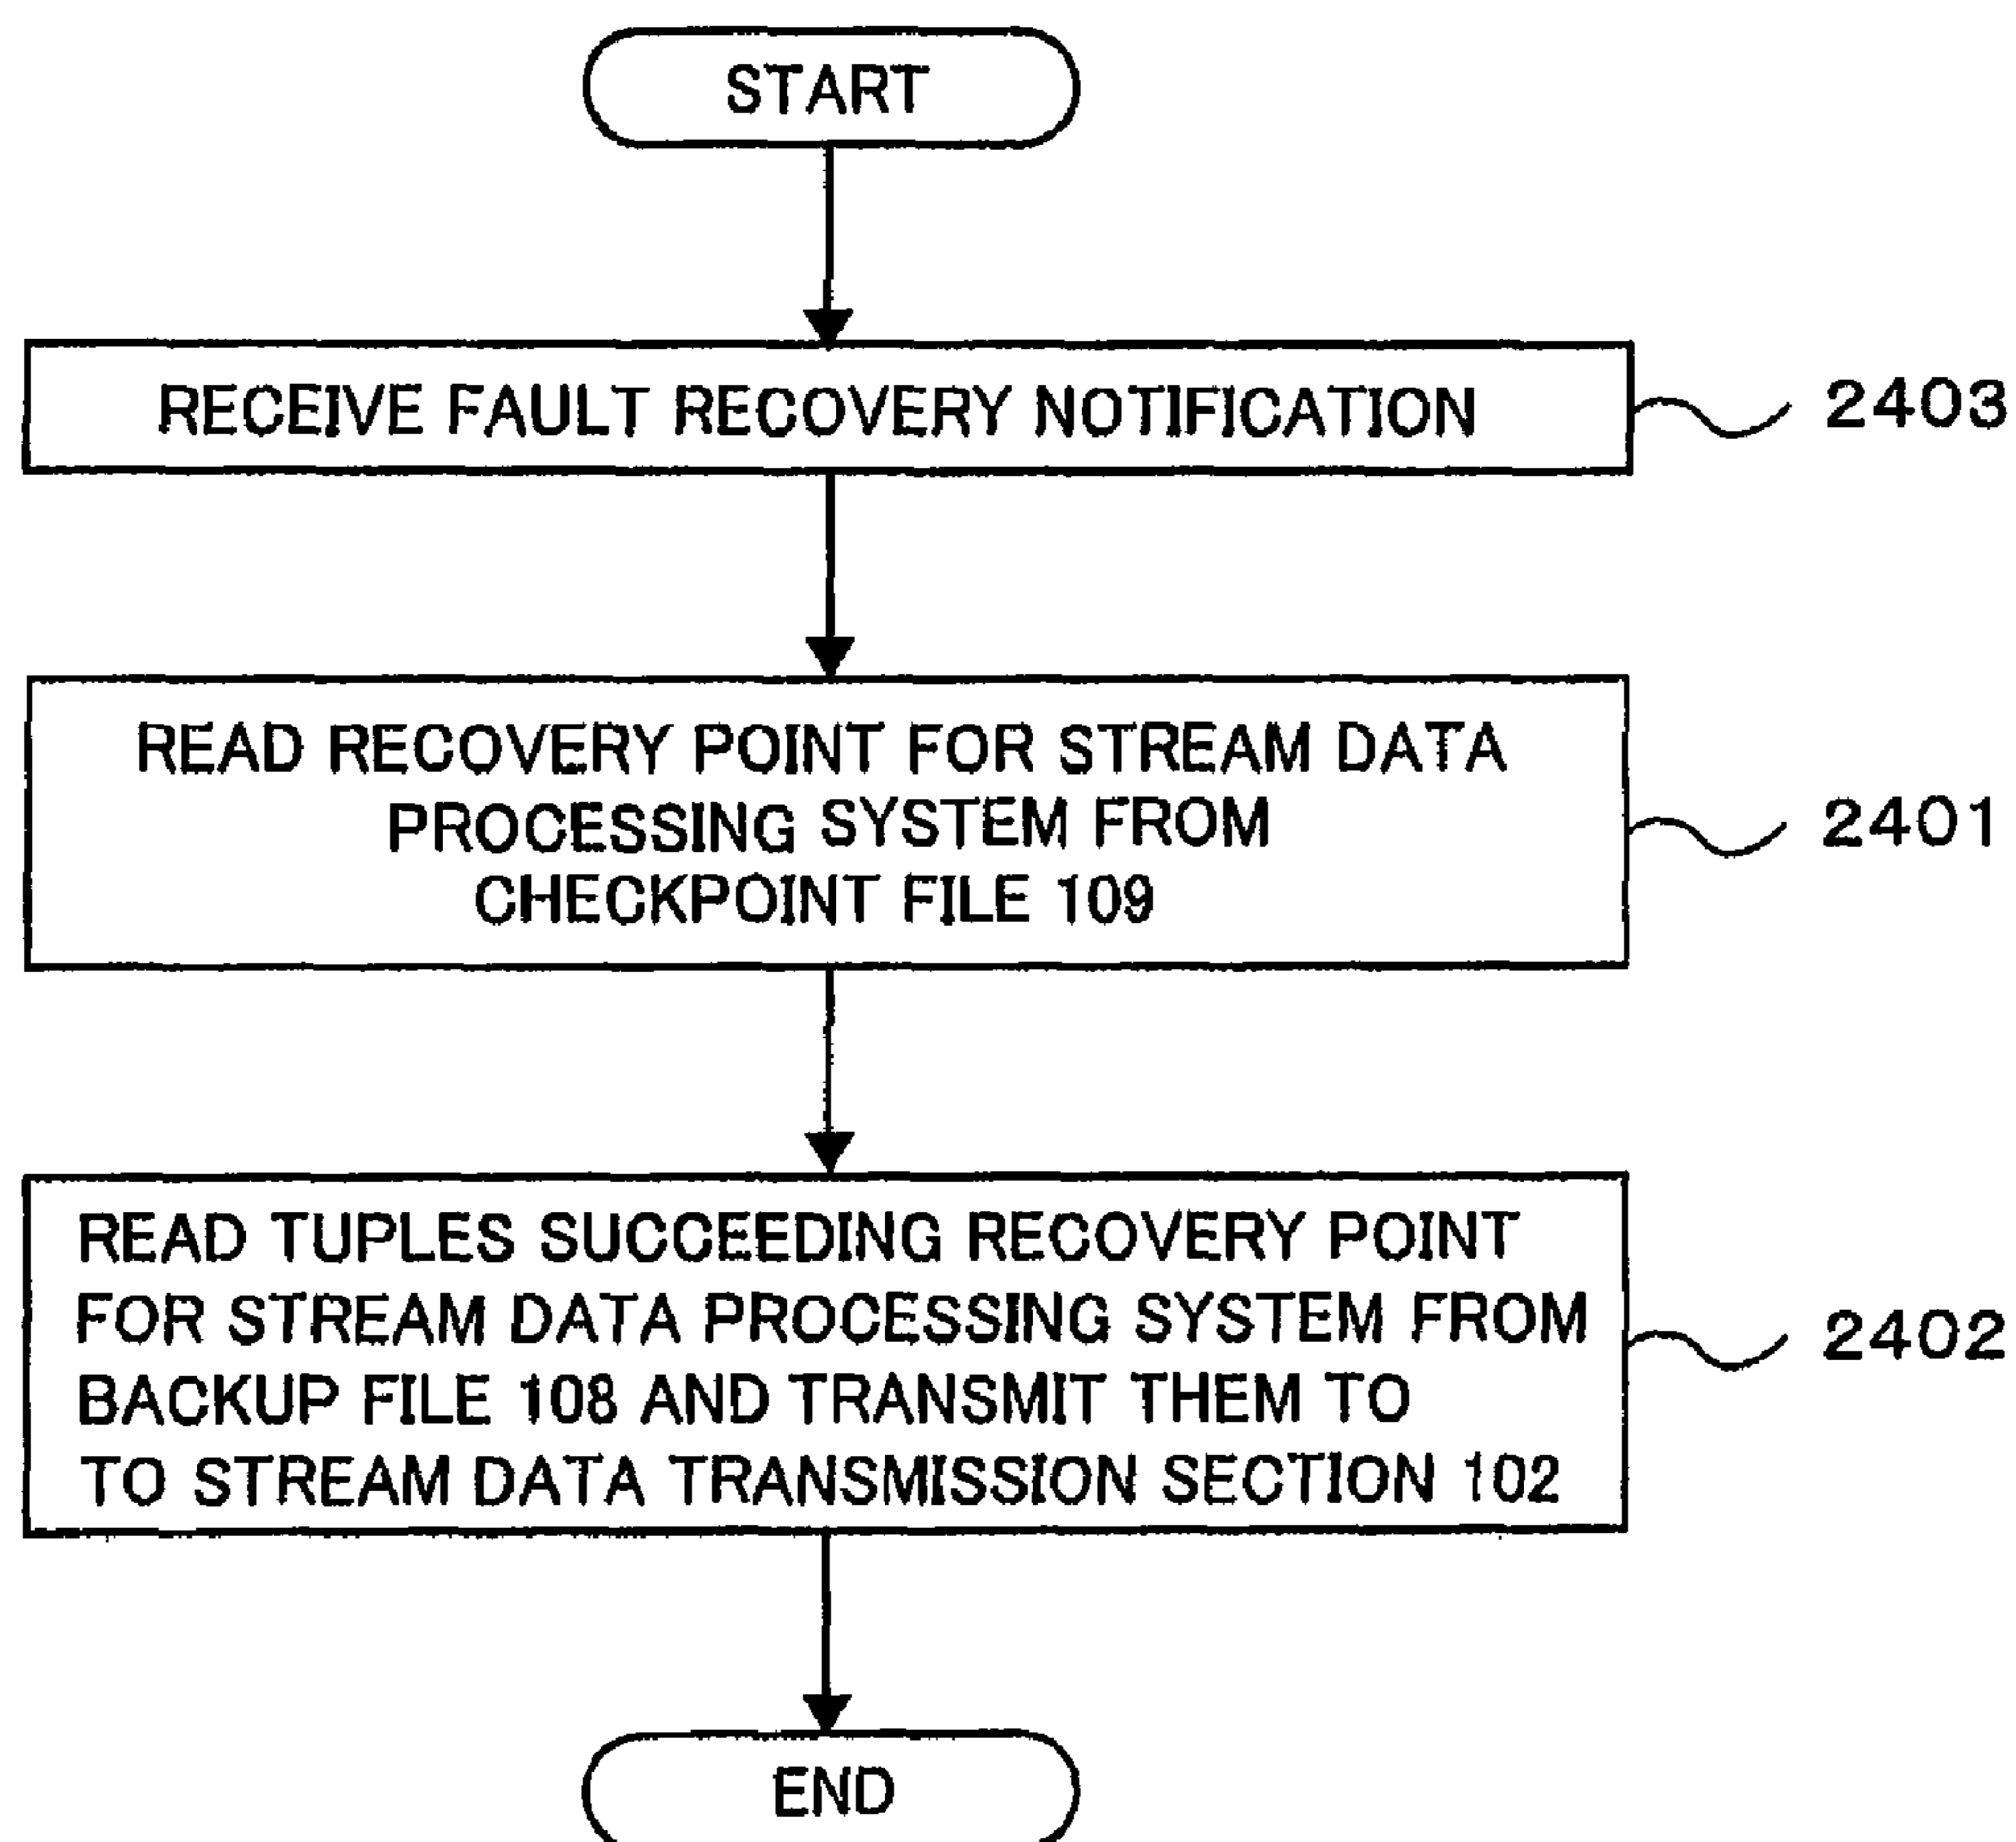 START
RECEIVE FAULT RECOVERY NOTIFICATION
2403
READ RECOVERY POINT FOR STREAM DATA
PROCESSING SYSTEM FROM
CHECKPOINT FILE 109
2401
READ TUPLES SUCCEEDING RECOVERY POINT
FOR STREAM DATA PROCESSING SYSTEM FROM
BACKUP FILE 108 AND TRANSMIT THEM TO
TO STREAM DATA TRANSMISSION SECTION 102
2402
END